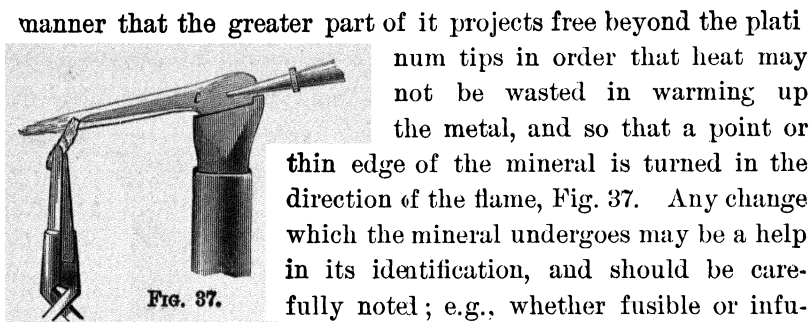 manner that the greater part of it projects free beyond the plati
num tips in order that heat may
not be wasted in warming up
the metal, and so that a point or
thin edge of the mineral is turned in the
direction of the flame, Fig. 37. Any change
which the mineral undergoes may be a help
in its identification, and should be care-
fully noted; e.g., whether fusible or infu-
FIG. 37.